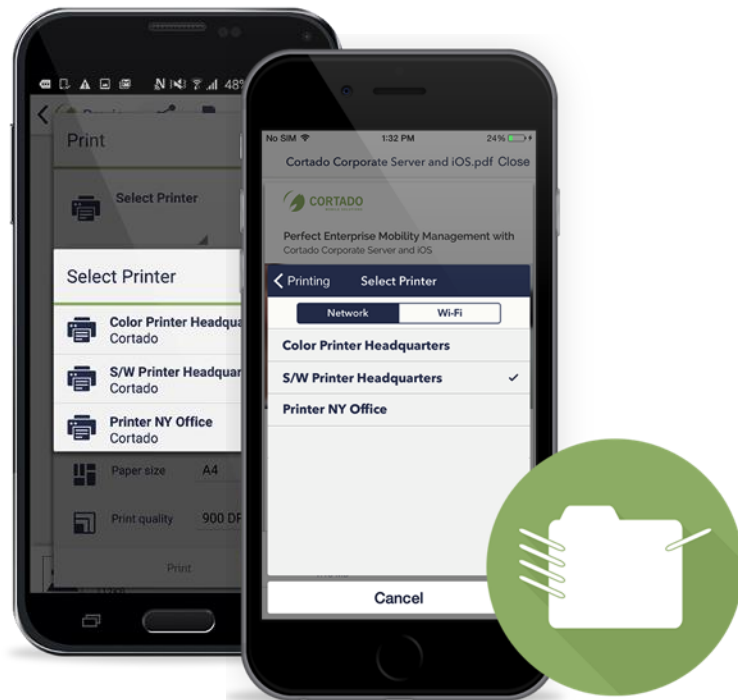 48%
Print
Select Printer
Select Printer
Color Printer Headqua
Cortado
S/W Printer Headquar
Cortado
Printer NY Office
Cortado
Paper size A4
Print quality 900 DP
Print
No SIM 1:32 PM 24%
Cortado Corporate Server and iOS.pdf Close
CORTADO
Perfect Enterprise Mobility Management with
Cortado Corporate Server and iOS
Printing Select Printer
Network Wi-Fi
Color Printer Headquarters
S/W Printer Headquarters
Printer NY Office
Cancel